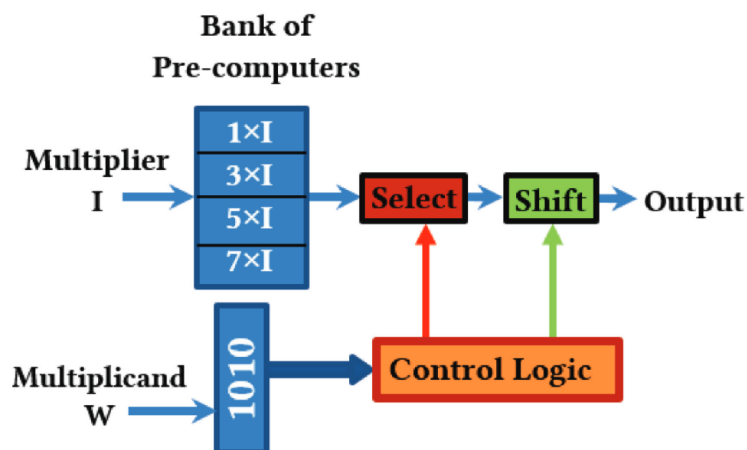 Bank of
Pre-computers
1×I
3×I
5×I
7×I
Multiplier
I
Select
Shift
Output
Multiplicand
W
1010
Control Logic